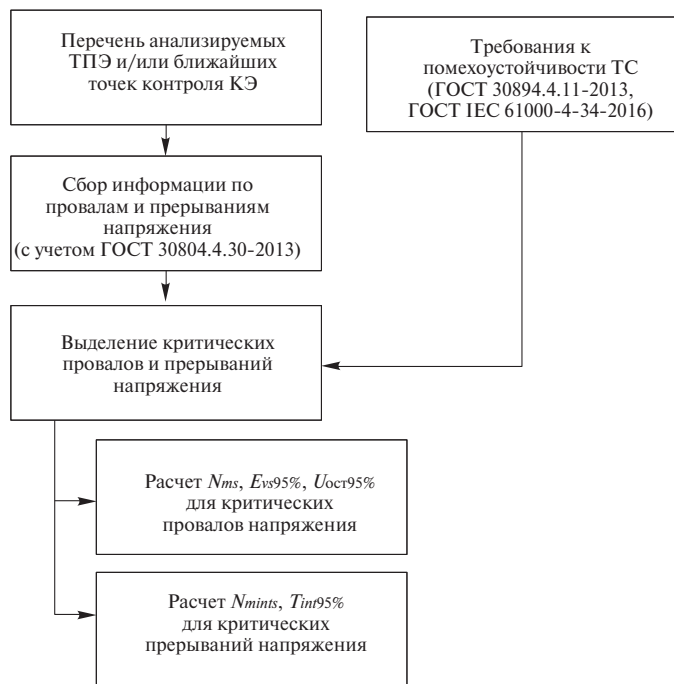 Перечень анализируемых
ТПЭ и/или ближайших
точек контроля КЭ
Требования к
помехоустойчивости ТС
(ГОСТ 30894.4.11-2013,
ГОСТ IEC 61000-4-34-2016)
Сбор информации по
провалам и прерываниям
напряжения
(с учетом ГОСТ 30804.4.30-2013)
Выделение критических
провалов и прерываний
напряжения
Расчет Nms, Evs95%, Uост95%
для критических
провалов напряжения
Расчет Nmints, Tint95%
для критических
прерываний напряжения